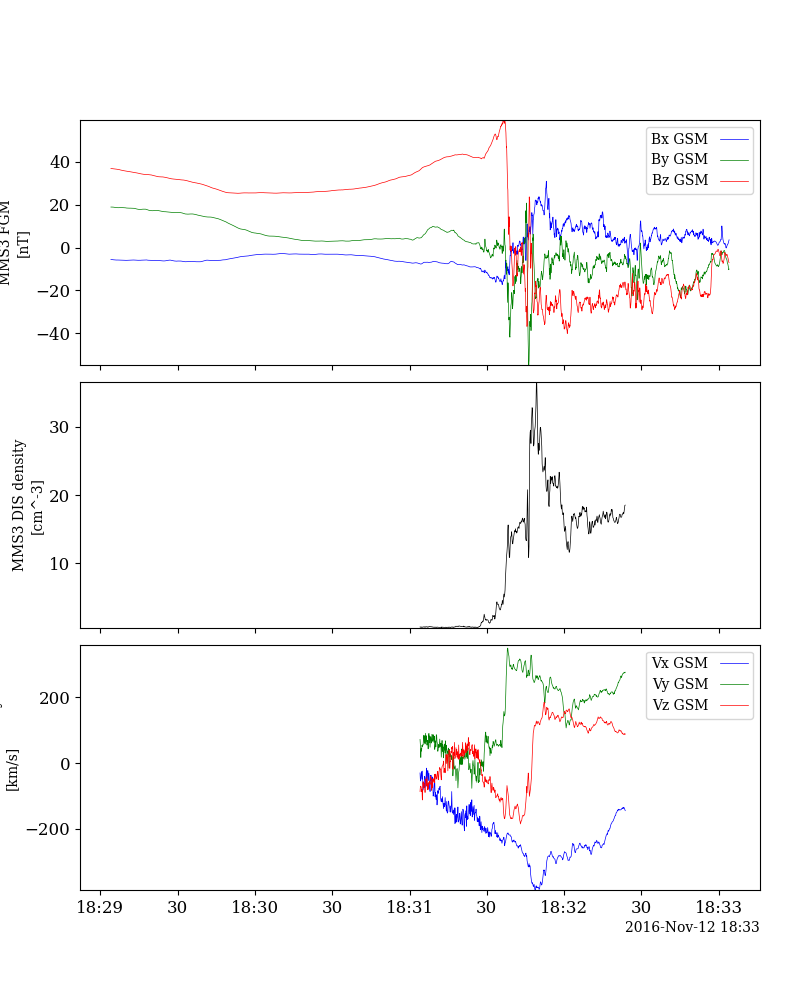 MMS3 FGM
[nT]
40
20
0
−20
−40
Bx GSM
By GSM
Bz GSM
MMS3 DIS density
[cm^-3]
30
20
10
[km/s]
200
0
−200
Vx GSM
Vy GSM
Vz GSM
18:29 30 18:30 30 18:31 30 18:32 30 18:33
2016-Nov-12 18:33